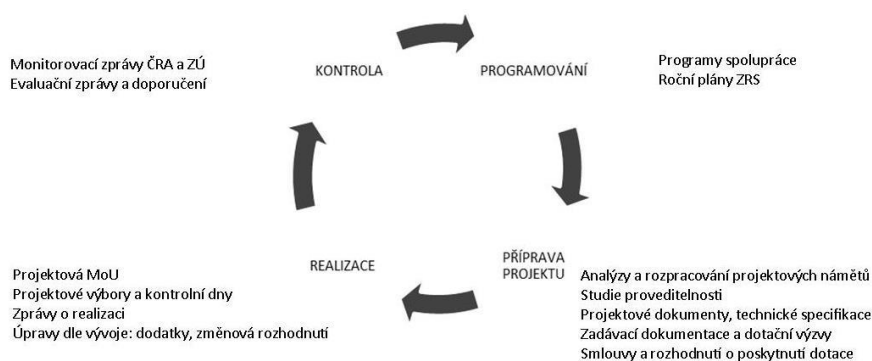 Monitorovací zprávy ČRA a ZÚ
Evaluační zprávy a doporučení
KONTROLA
PROGRAMOVÁNÍ
Programy spolupráce
Roční plány ZRS
REALIZACE
PŘÍPRAVA
PROJEKTU
Projektová MoU
Projektové výbory a kontrolní dny
Zprávy o realizaci
Úpravy dle vývoje: dodatky, změnová rozhodnutí
Analýzy a rozpracování projektových námětů
Studie proveditelnosti
Projektové dokumenty, technické specifikace
Zadávací dokumentace a dotační výzvy
Smlouvy a rozhodnutí o poskytnutí dotace